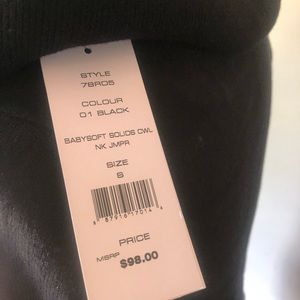 STYLE
78R05
COLOUR
01 BLACK
BABYSOFT SOLIDS CWL
NK JMPR
SIZE
S
PRICE
MSRP $98.00